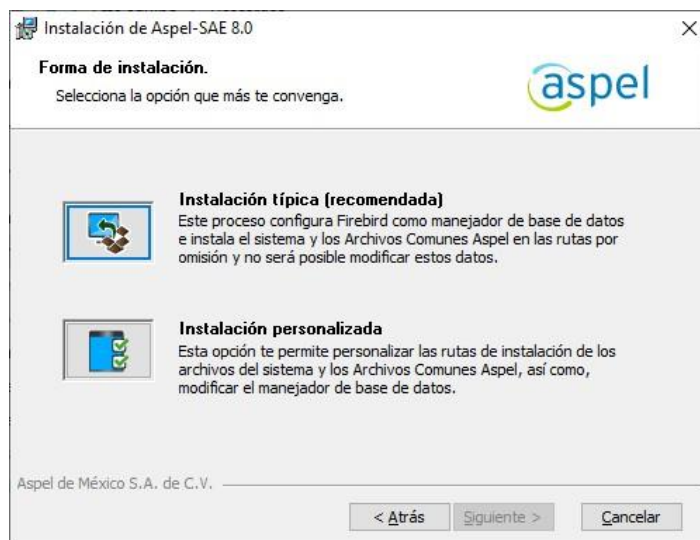 Instalación de Aspel-SAE 8.0
Forma de instalación.
Selecciona la opción que más te convenga.
aspel
Instalación típica (recomendada)
Este proceso configura Firebird como manejador de base de datos
e instala el sistema y los Archivos Comunes Aspel en las rutas por
omisión y no será posible modificar estos datos.
Instalación personalizada
Esta opción te permite personalizar las rutas de instalación de los
archivos del sistema y los Archivos Comunes Aspel, así como,
modificar el manejador de base de datos.
Aspel de México S.A. de C.V.
< Atrás
Siguiente >
Cancelar